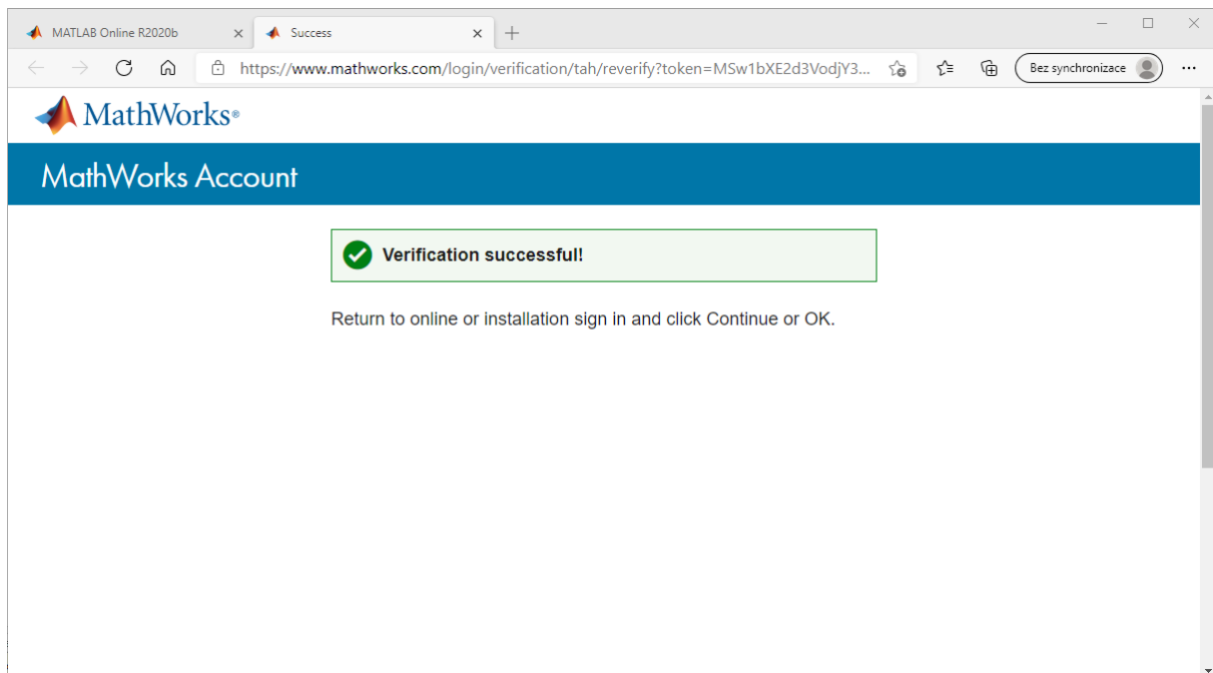 MATLAB Online R2020b
Success
https://www.mathworks.com/login/verification/tah/reverify?token=MSw1bXE2d3VodjY3...
Bez synchronizace
MathWorks®
MathWorks Account
Verification successful!
Return to online or installation sign in and click Continue or OK.